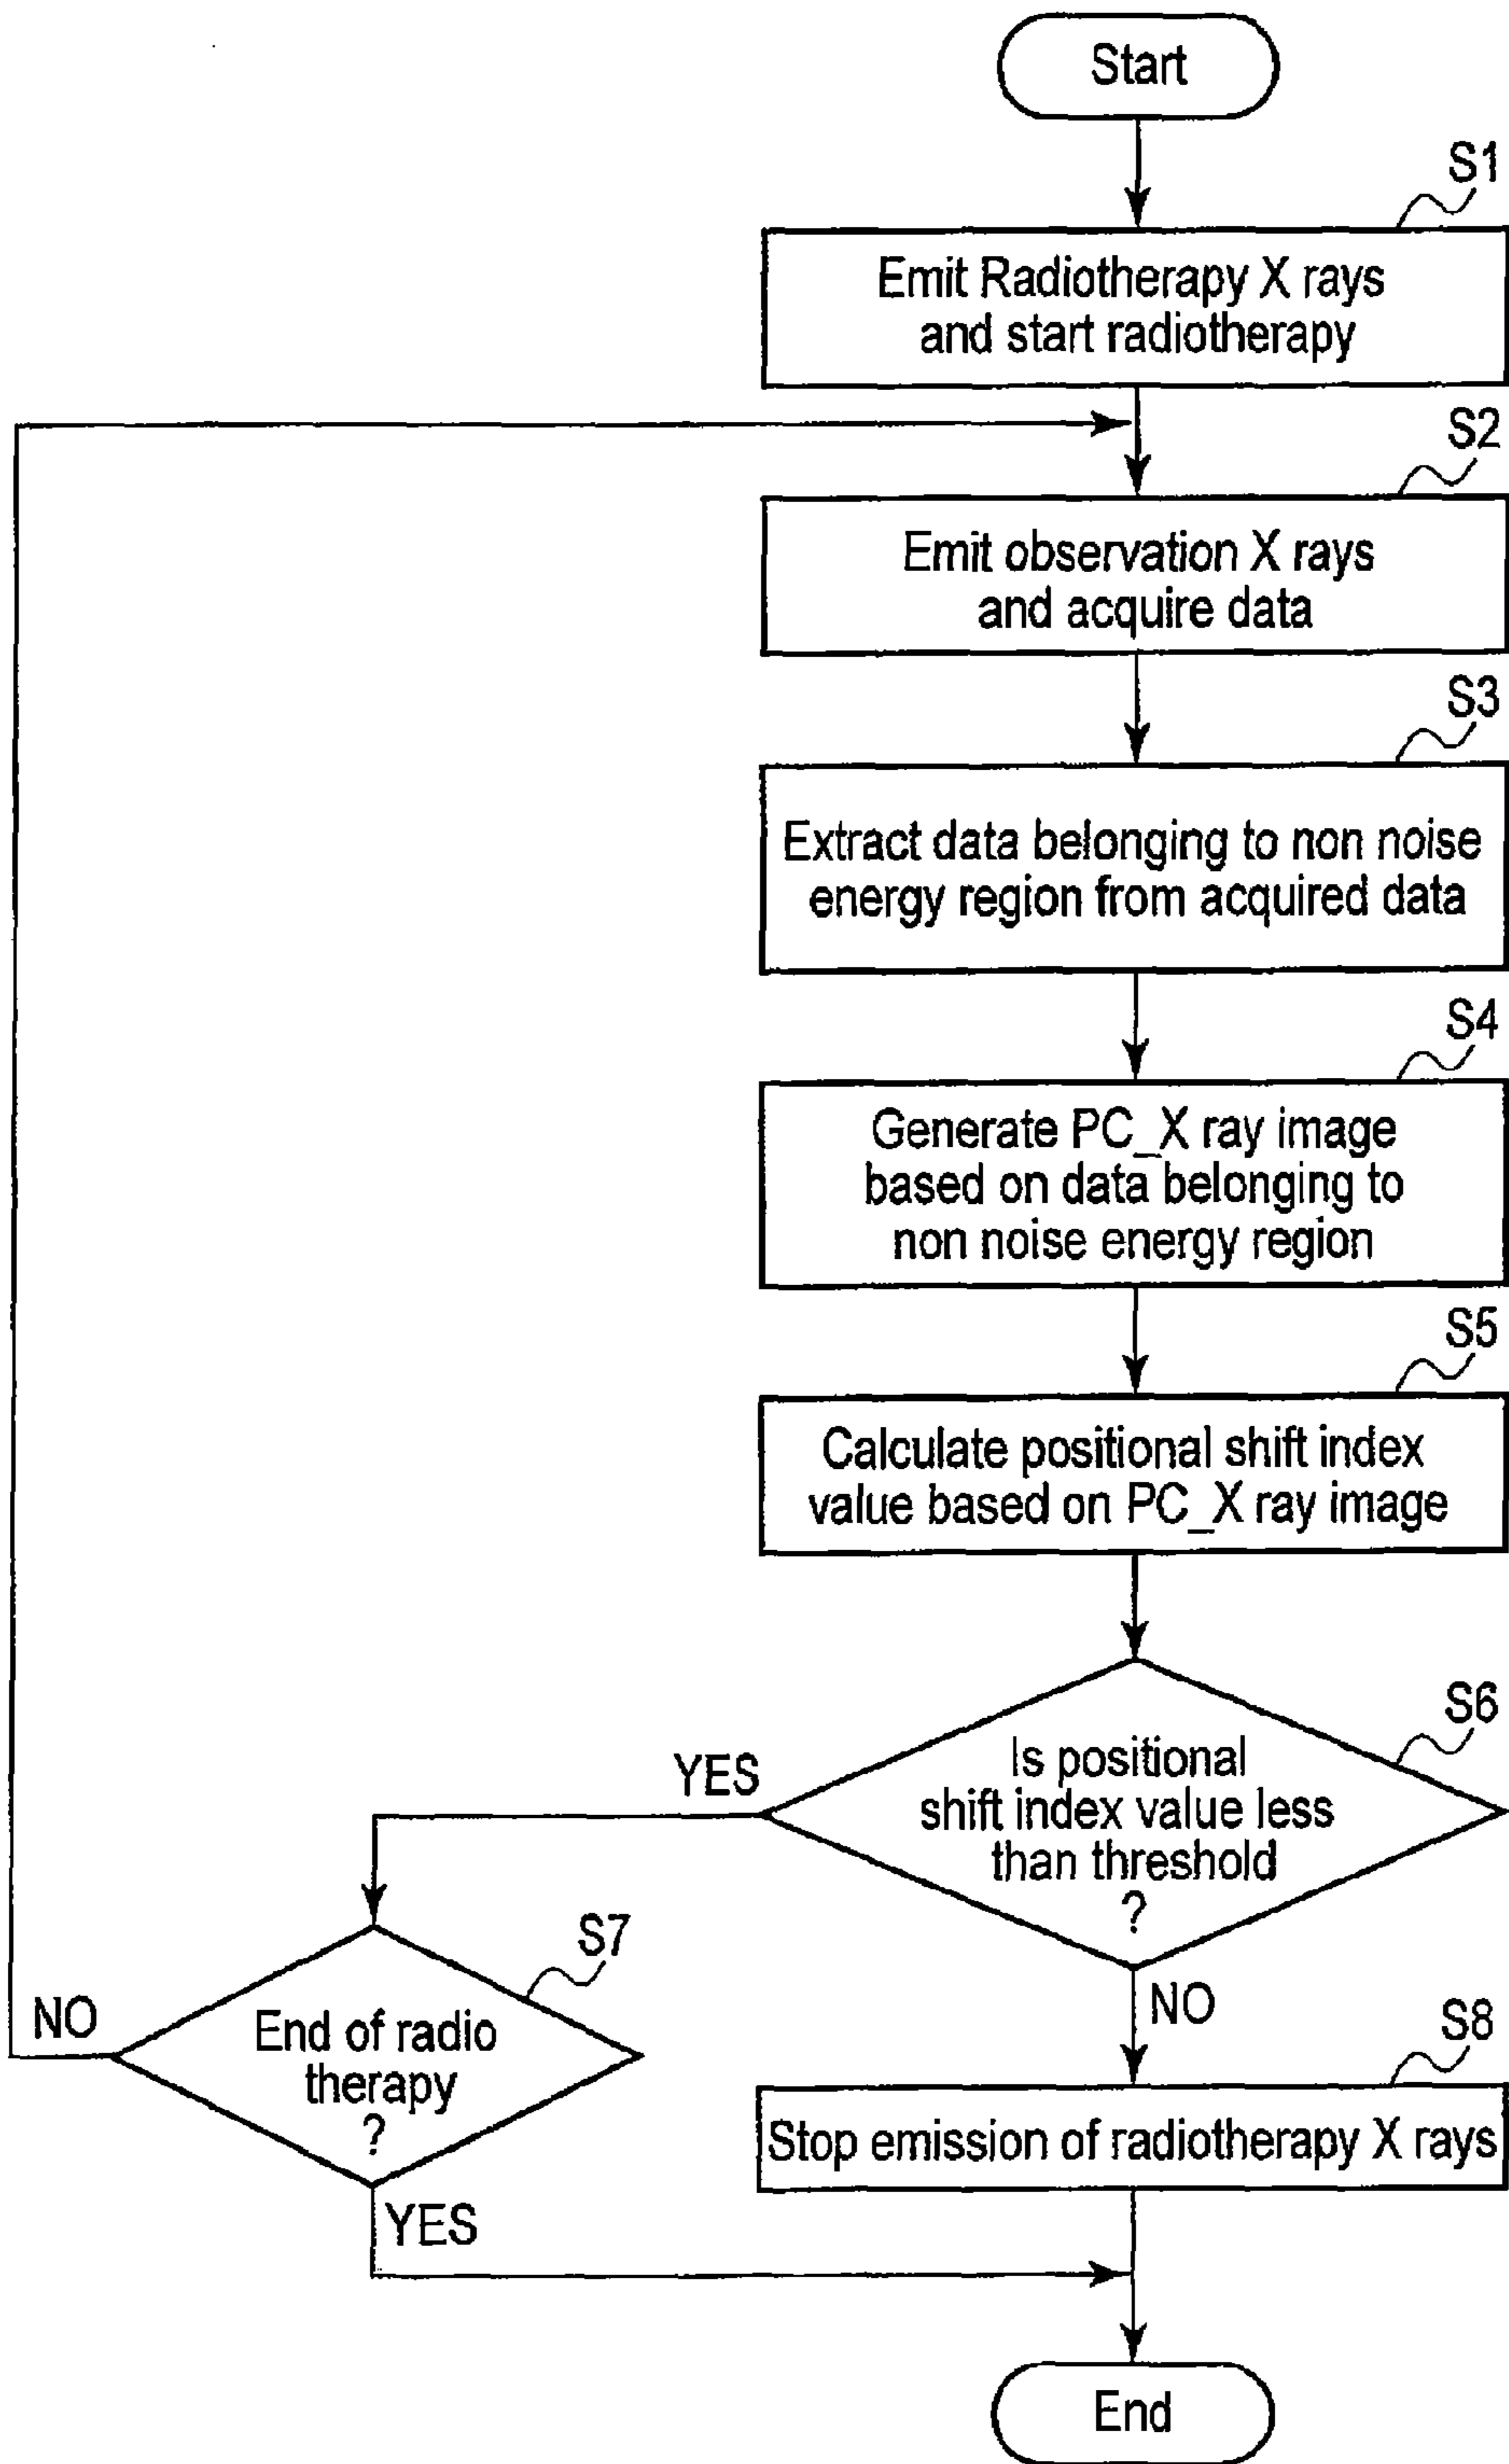 Start
S1
Emit Radiotherapy X rays
and start radiotherapy
S2
Emit observation X rays
and acquire data
S3
Extract data belonging to non noise
energy region from acquired data
S4
Generate PC_X ray image
based on data belonging to
non noise energy region
S5
Calculate positional shift index
value based on PC_X ray image
S6
Is positional
shift index value less
than threshold
?
YES
NO
S7
End of radio
therapy
?
NO
YES
S8
Stop emission of radiotherapy X rays
End